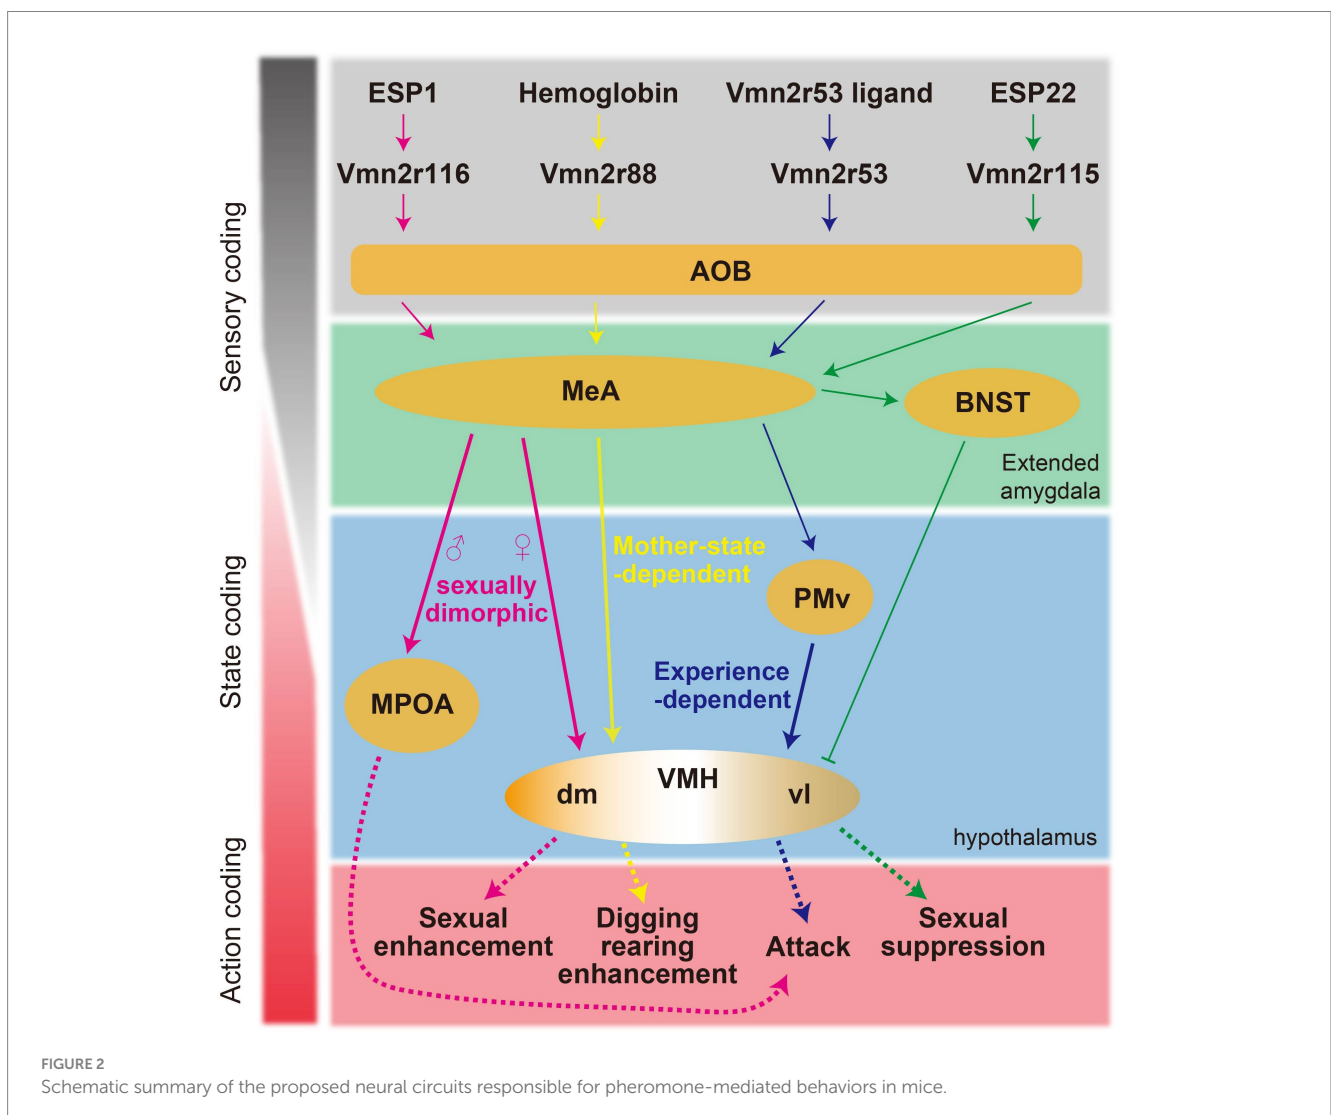 ESP1
Hemoglobin
Vmn2r53 ligand
ESP22
Vmn2r116
Vmn2r88
Vmn2r53
Vmn2r115
AOB
Sensory coding
MeA
BNST
Extended
amygdala
♂ ♀
sexually
dimorphic
Mother-state
-dependent
PMv
State coding
Experience
-dependent
MPOA
VMH
dm
vl
hypothalamus
Action coding
Sexual
enhancement
Digging
rearing
enhancement
Attack
Sexual
suppression
FIGURE 2
Schematic summary of the proposed neural circuits responsible for pheromone-mediated behaviors in mice.